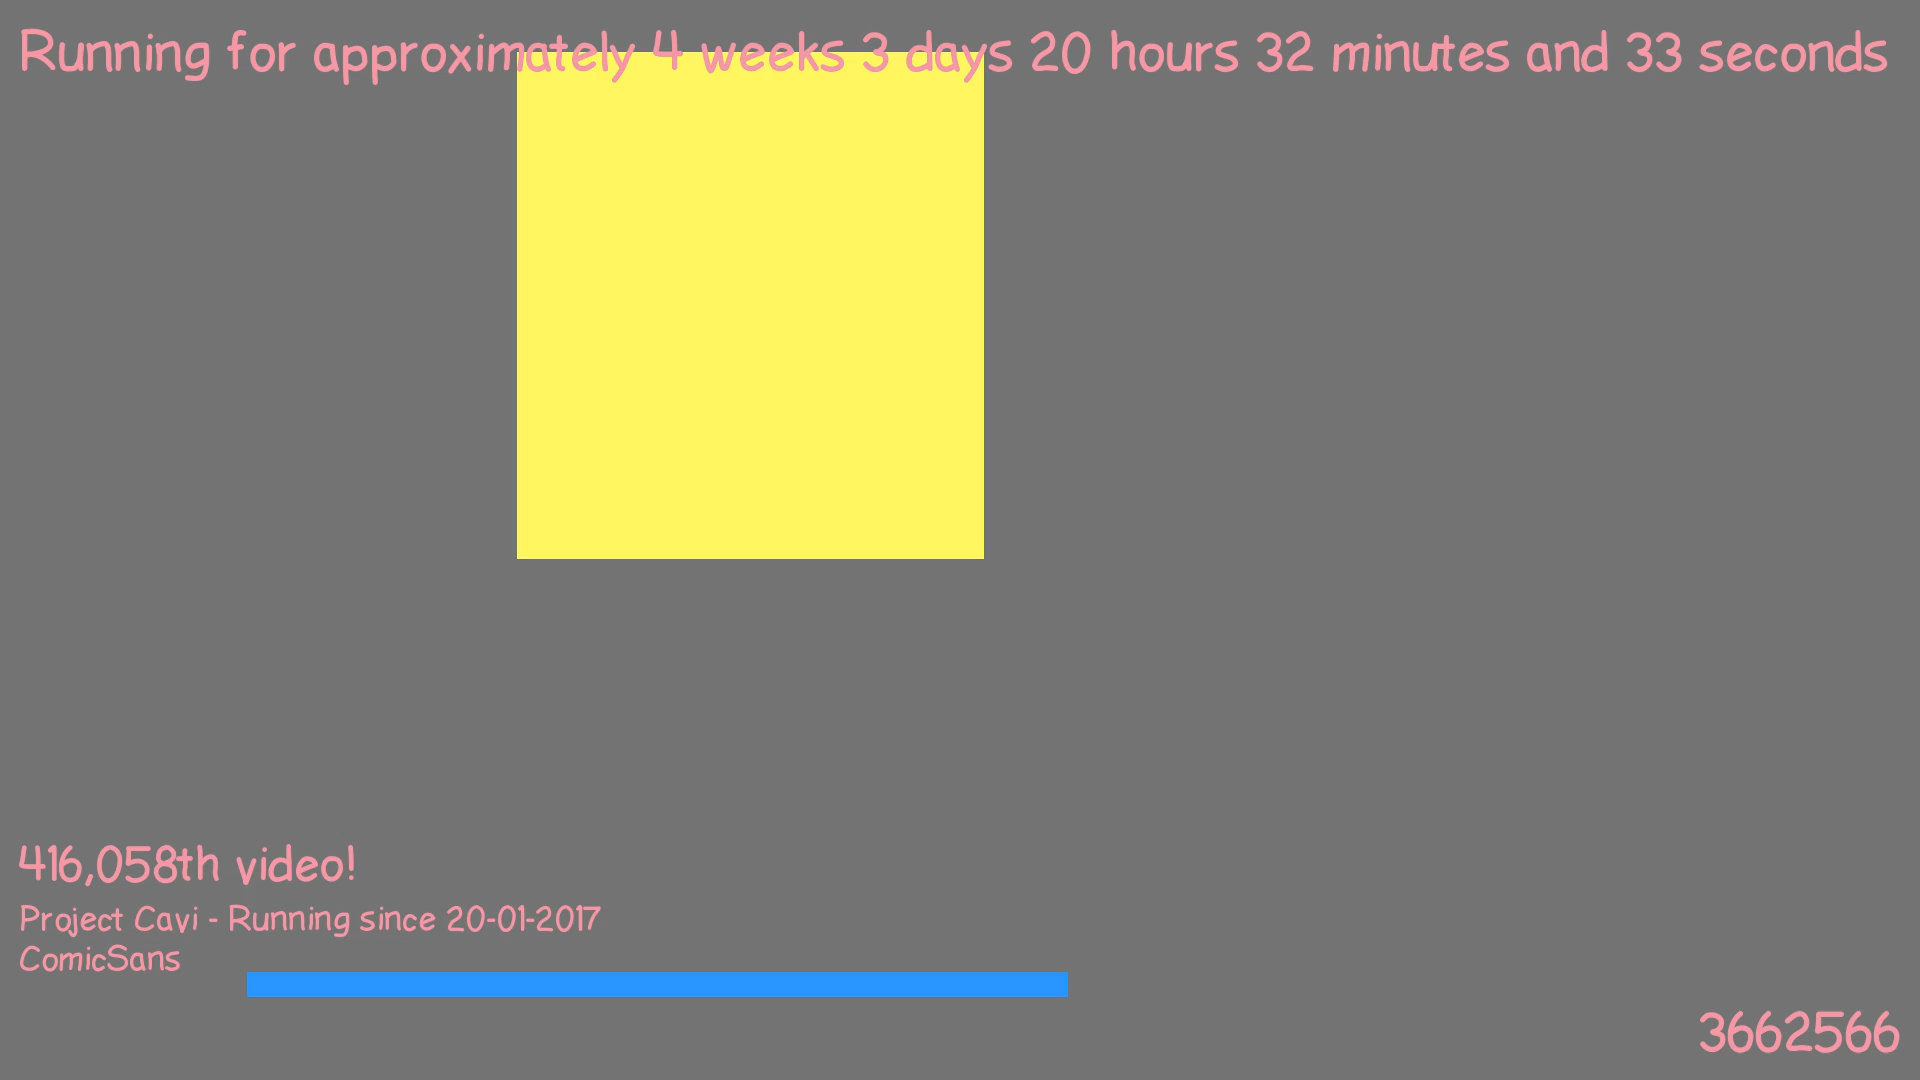 Running for approximately 4 weeks 3 days 20 hours 32 minutes and 33 seconds
416,058th video!
Project Cavi - Running since 20-01-2017
ComicSans
3662566